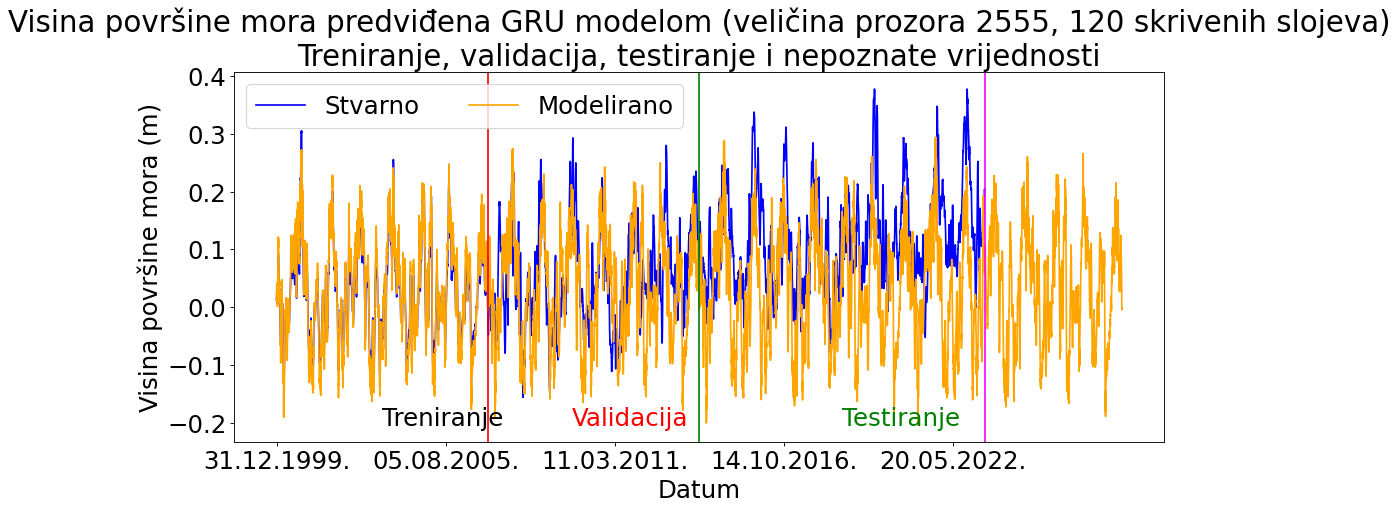 Visina površine mora predviđena GRU modelom (veličina prozora 2555, 120 skrivenih slojeva)
Treniranje, validacija, testiranje i nepoznate vrijednosti
Stvarno
Modelirano
Visina površine mora (m)
0.4
0.3
0.2
0.1
0.0
−0.1
−0.2
Treniranje
Validacija
Testiranje
31.12.1999.
05.08.2005.
11.03.2011.
14.10.2016.
20.05.2022.
Datum